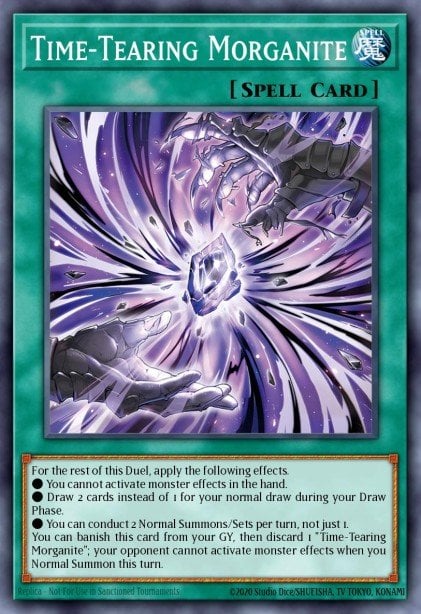 Time-Tearing Morganite
SPELL
魔
[Spell Card]
For the rest of this Duel, apply the following effects.
● You cannot activate monster effects in the hand.
● Draw 2 cards instead of 1 for your normal draw during your Draw
Phase.
● You can conduct 2 Normal Summons/Sets per turn, not just 1.
You can banish this card from your GY, then discard 1 "Time-Tearing
Morganite"; your opponent cannot activate monster effects when you
Normal Summon this turn.
Replica - Not For Use in Sanctioned Tournaments
©2020 Studio Dice/SHUEISHA, TV TOKYO, KONAMI